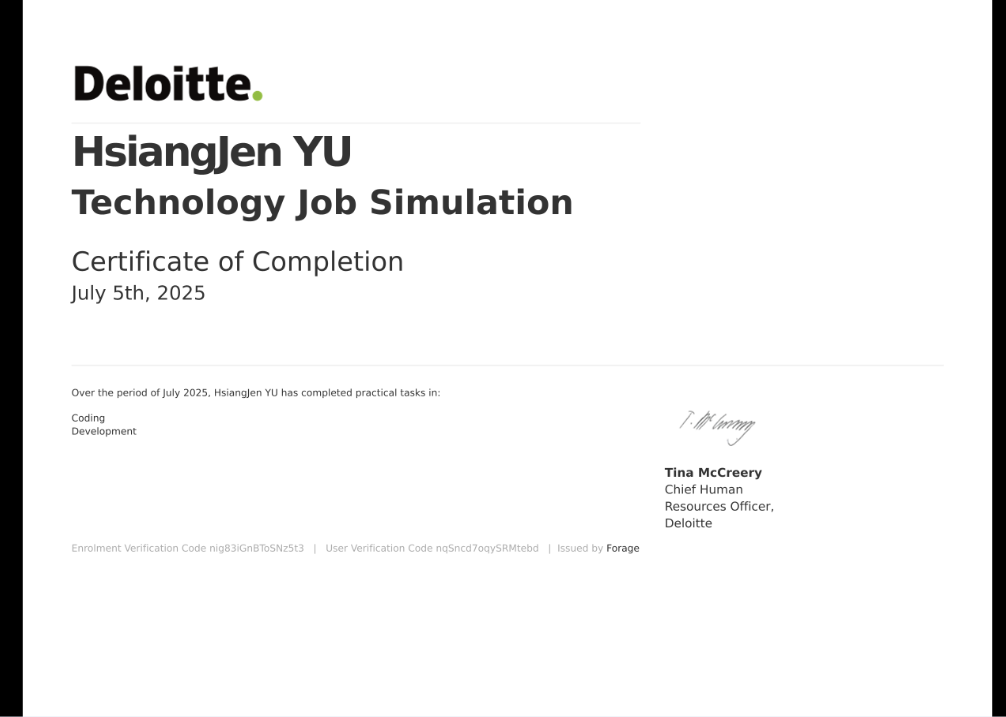 Deloitte.
HsiangJen YU
Technology Job Simulation
Certificate of Completion
July 5th, 2025
Over the period of July 2025, HsiangJen YU has completed practical tasks in:
Coding
Development
T. McCreery
Tina McCreery
Chief Human
Resources Officer,
Deloitte
Enrolment Verification Code nig83IGnBToSNz5t3 | User Verification Code nqSncd7oqySRMtebd | Issued by Forage